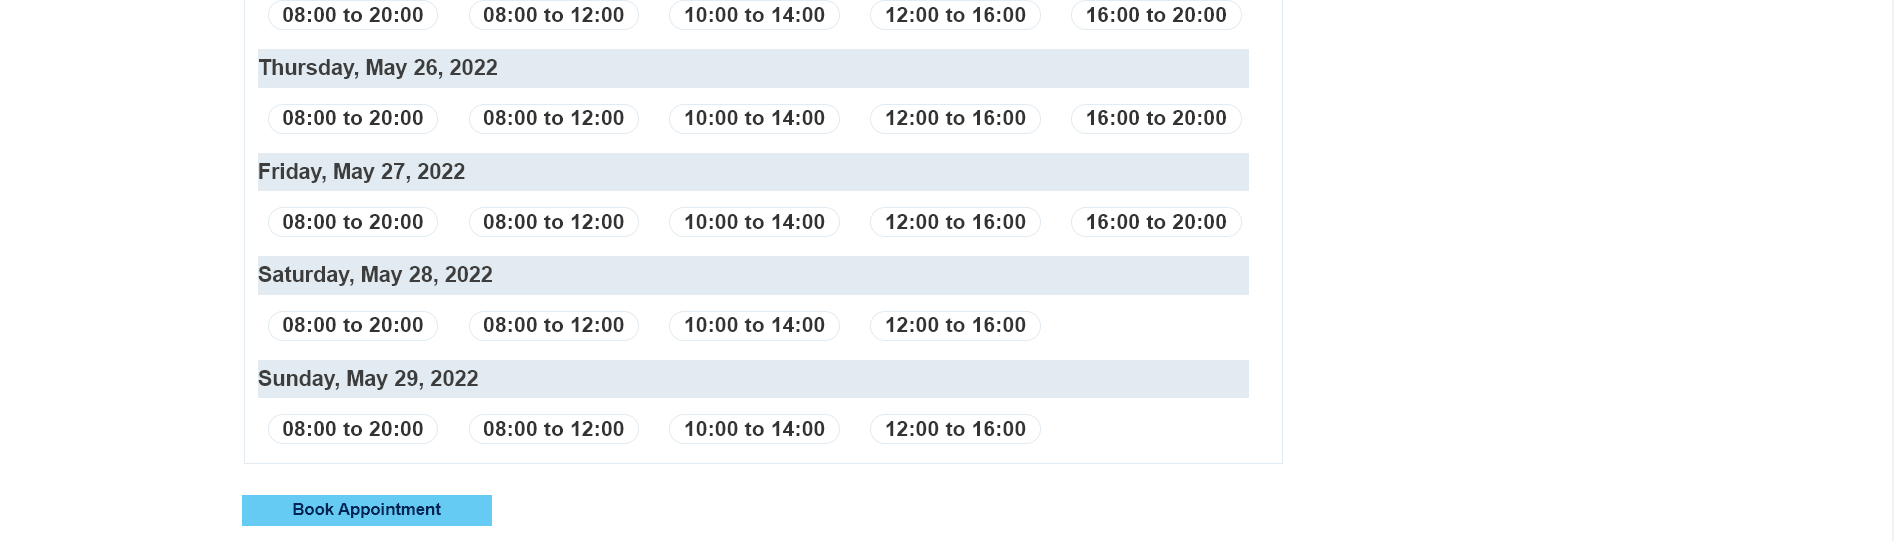 08:00 to 20:00 08:00 to 12:00 10:00 to 14:00 12:00 to 16:00 16:00 to 20:00
Thursday, May 26, 2022
08:00 to 20:00 08:00 to 12:00 10:00 to 14:00 12:00 to 16:00 16:00 to 20:00
Friday, May 27, 2022
08:00 to 20:00 08:00 to 12:00 10:00 to 14:00 12:00 to 16:00 16:00 to 20:00
Saturday, May 28, 2022
08:00 to 20:00 08:00 to 12:00 10:00 to 14:00 12:00 to 16:00
Sunday, May 29, 2022
08:00 to 20:00 08:00 to 12:00 10:00 to 14:00 12:00 to 16:00
Book Appointment